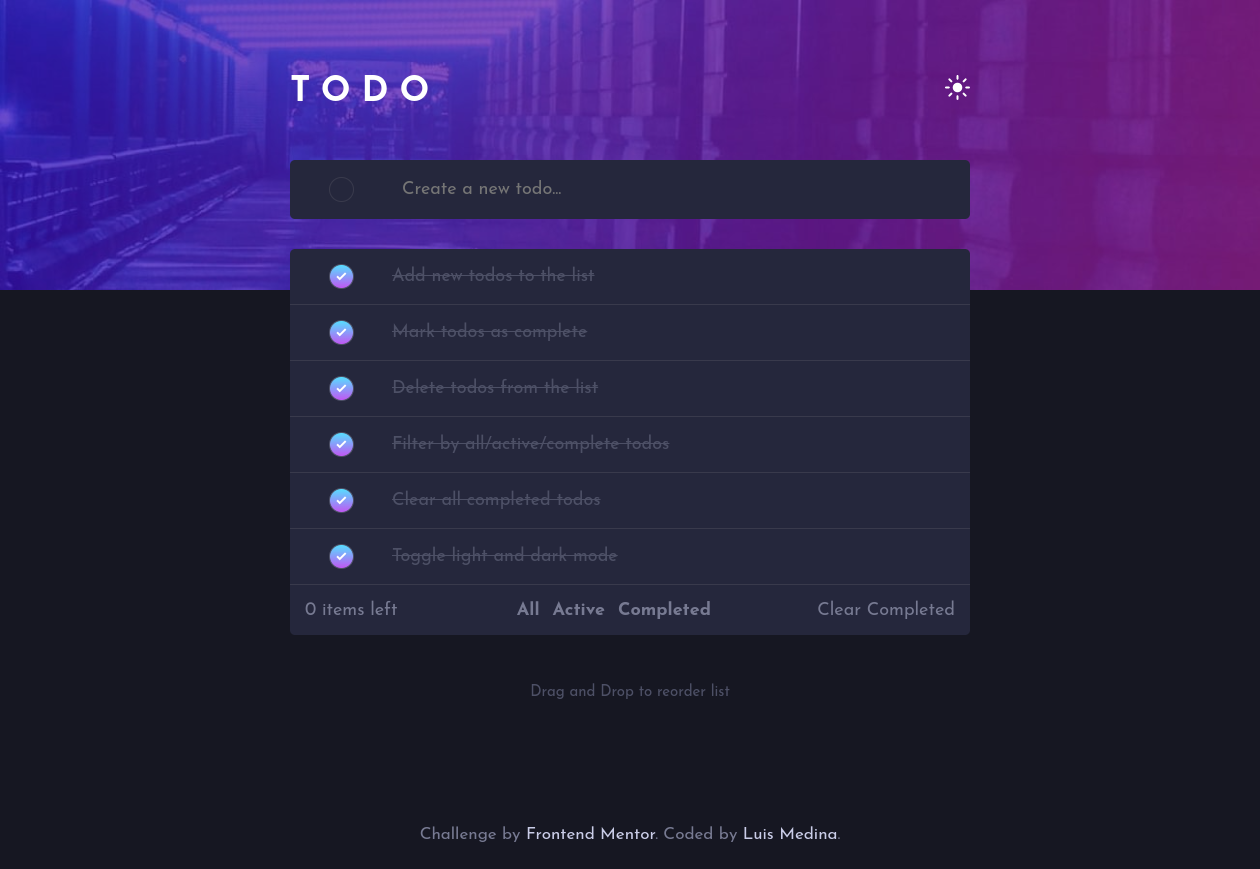 TODO
Create a new todo...
Add new todos to the list
Mark todos as complete
Delete todos from the list
Filter by all/active/complete todos
Clear all completed todos
Toggle light and dark mode
0 items left All Active Completed Clear Completed
Drag and Drop to reorder list
Challenge by Frontend Mentor. Coded by Luis Medina.